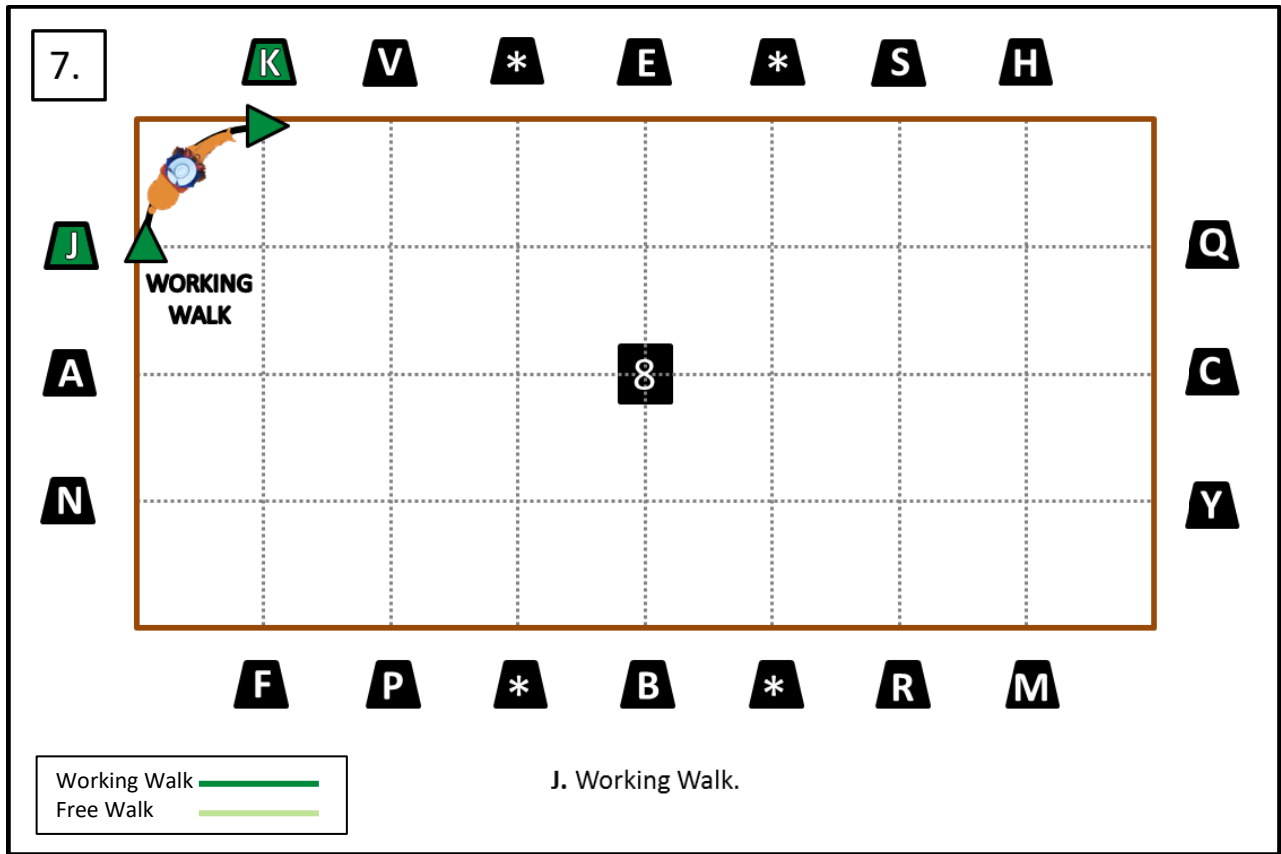 7.
K V * E * S H
J Q
WORKING
WALK
A 8 C
N Y
F P * B * R M
Working Walk
Free Walk
J. Working Walk.